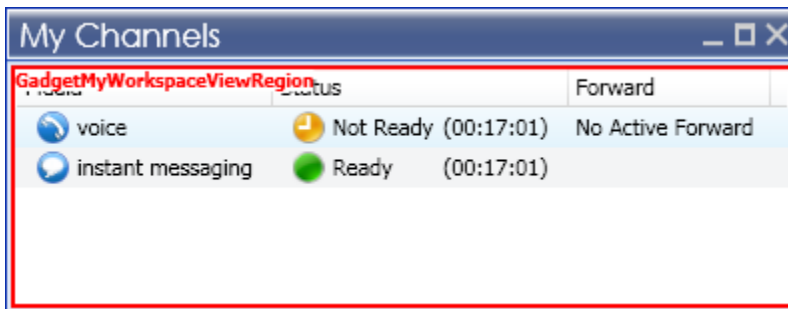 My Channels
GadgetMyWorkspaceViewRegion
Forward
voice Not Ready (00:17:01) No Active Forward
instant messaging Ready (00:17:01)